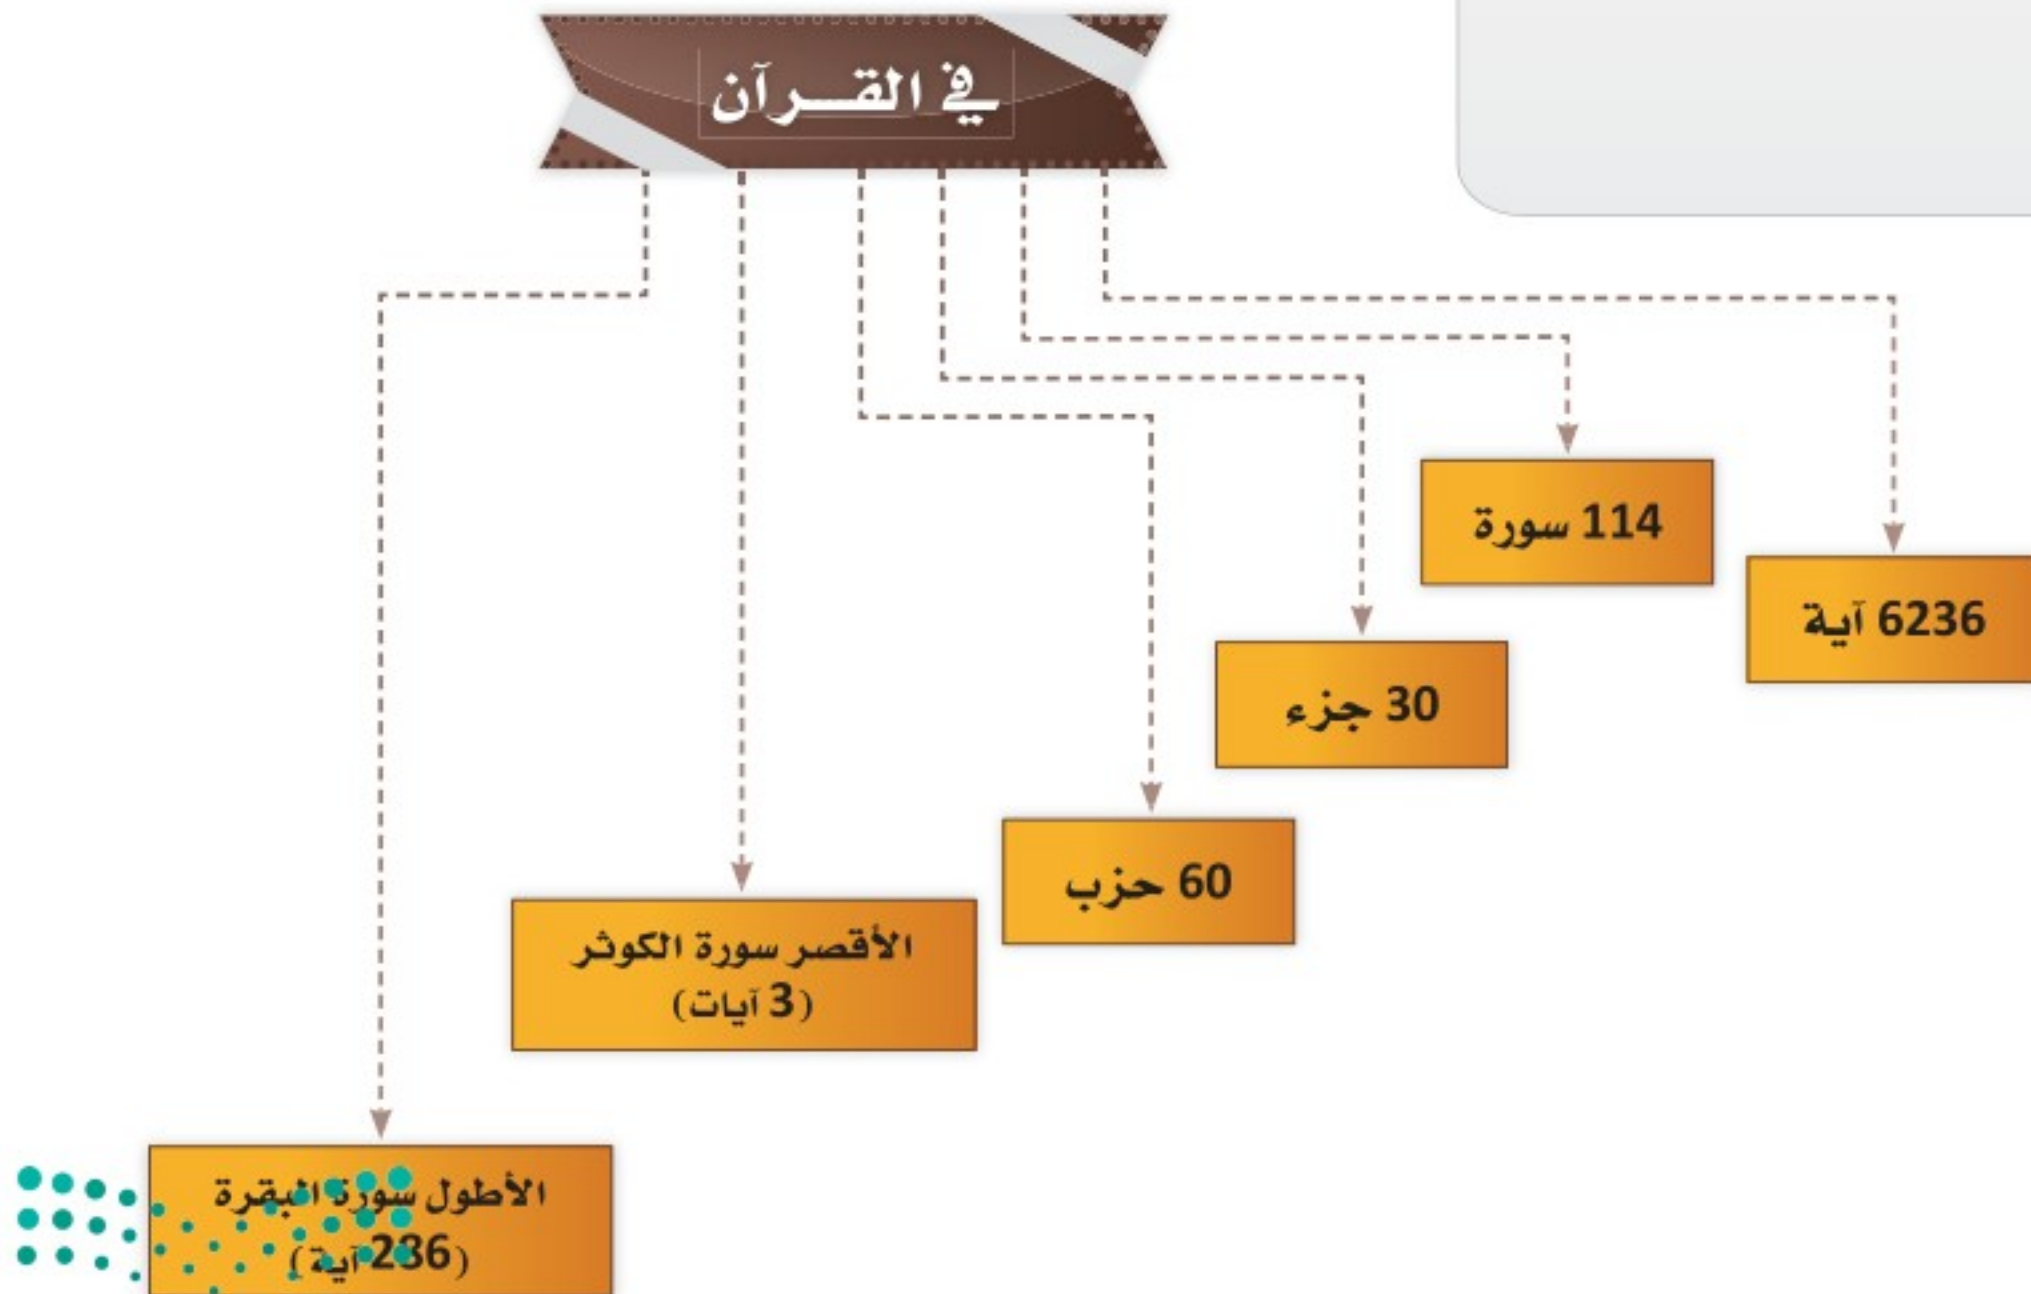 في القـــرآن
6236 آية
114 سورة
30 جزء
60 حزب
الأقصر سورة الكوثر
(3 آيات)
الأطول سورة البقرة
(286 آية)